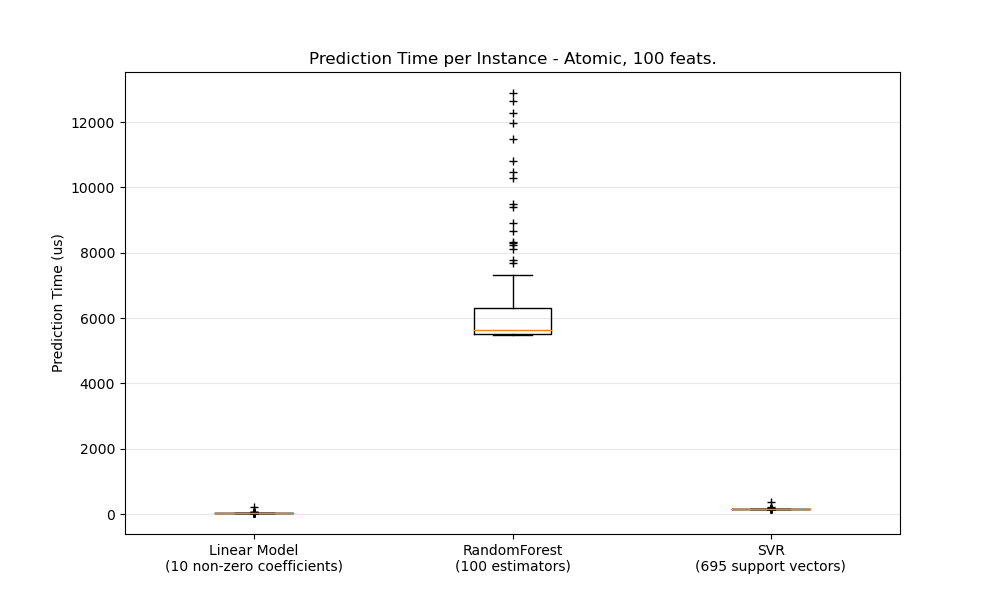 Prediction Time per Instance - Atomic, 100 feats.
Prediction Time (us)
12000
10000
8000
6000
4000
2000
0
Linear Model
(10 non-zero coefficients)
RandomForest
(100 estimators)
SVR
(695 support vectors)